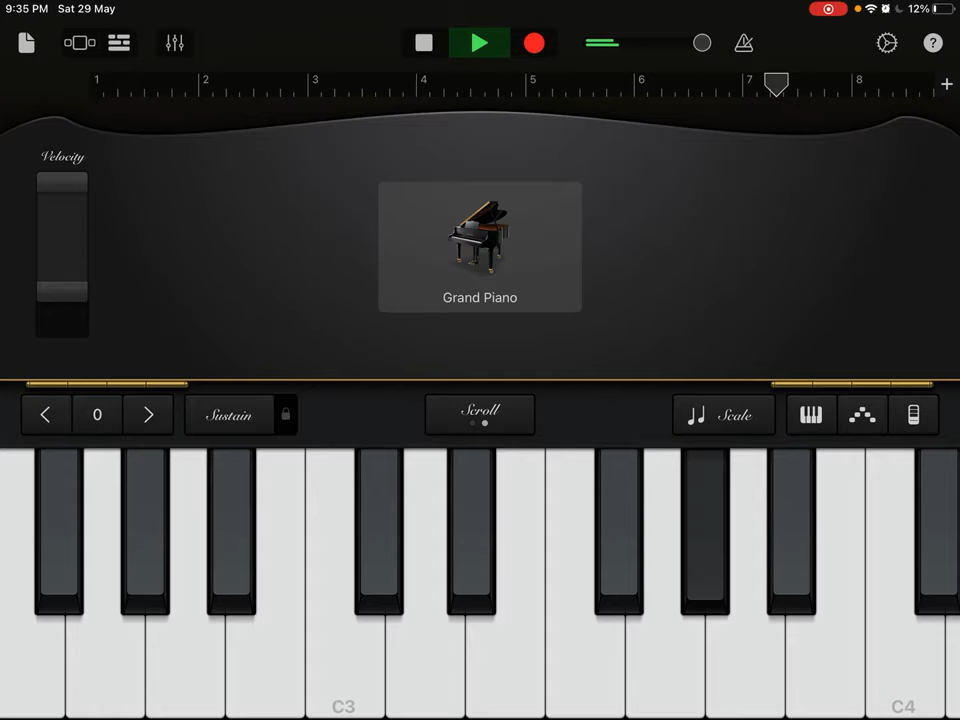 9:35 PM Sat 29 May
12%
1 2 3 4 5 6 7 8
Velocity
Grand Piano
0
Sustain
Scroll
Scale
C3
C4